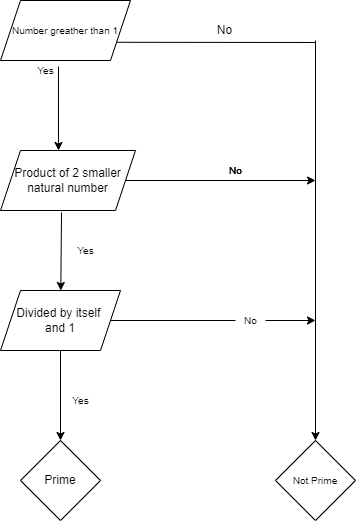 Number greather than 1
No
Yes
Product of 2 smaller
natural number
No
Yes
Divided by itself
and 1
No
Yes
Prime
Not Prime